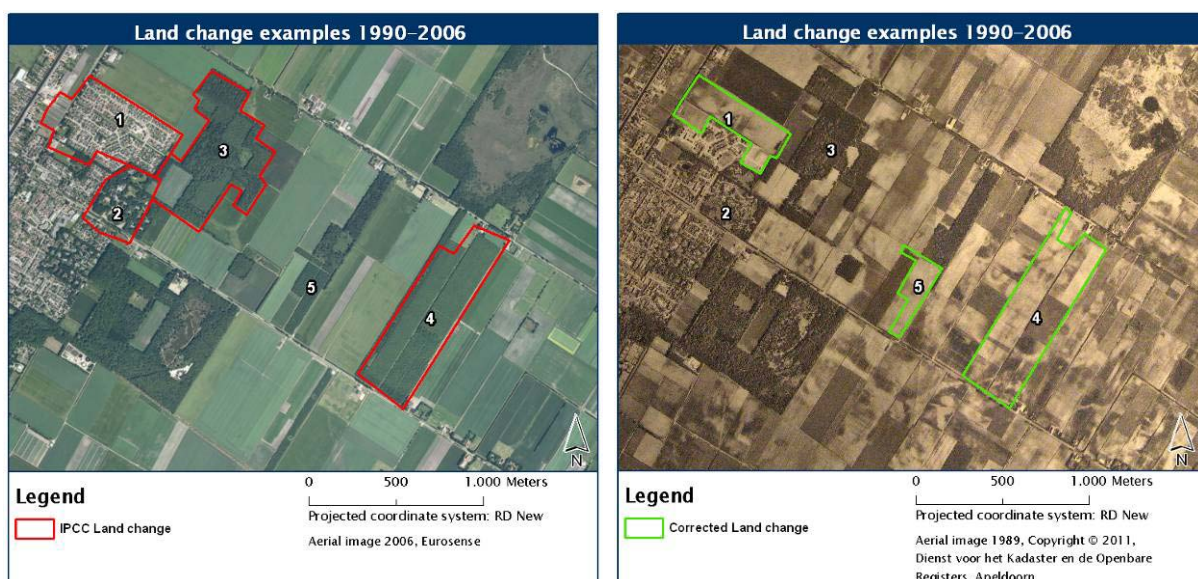 Land change examples 1990–2006
1
3
2
5
4
N
Legend
IPCC Land change
0 500 1.000 Meters
Projected coordinate system: RD New
Aerial image 2006, Eurosense
Land change examples 1990–2006
1
3
2
5
4
N
Legend
Corrected Land change
0 500 1.000 Meters
Projected coordinate system: RD New
Aerial image 1989, Copyright © 2011,
Dienst voor het Kadaster en de Openbare
Registers, Apeldoorn